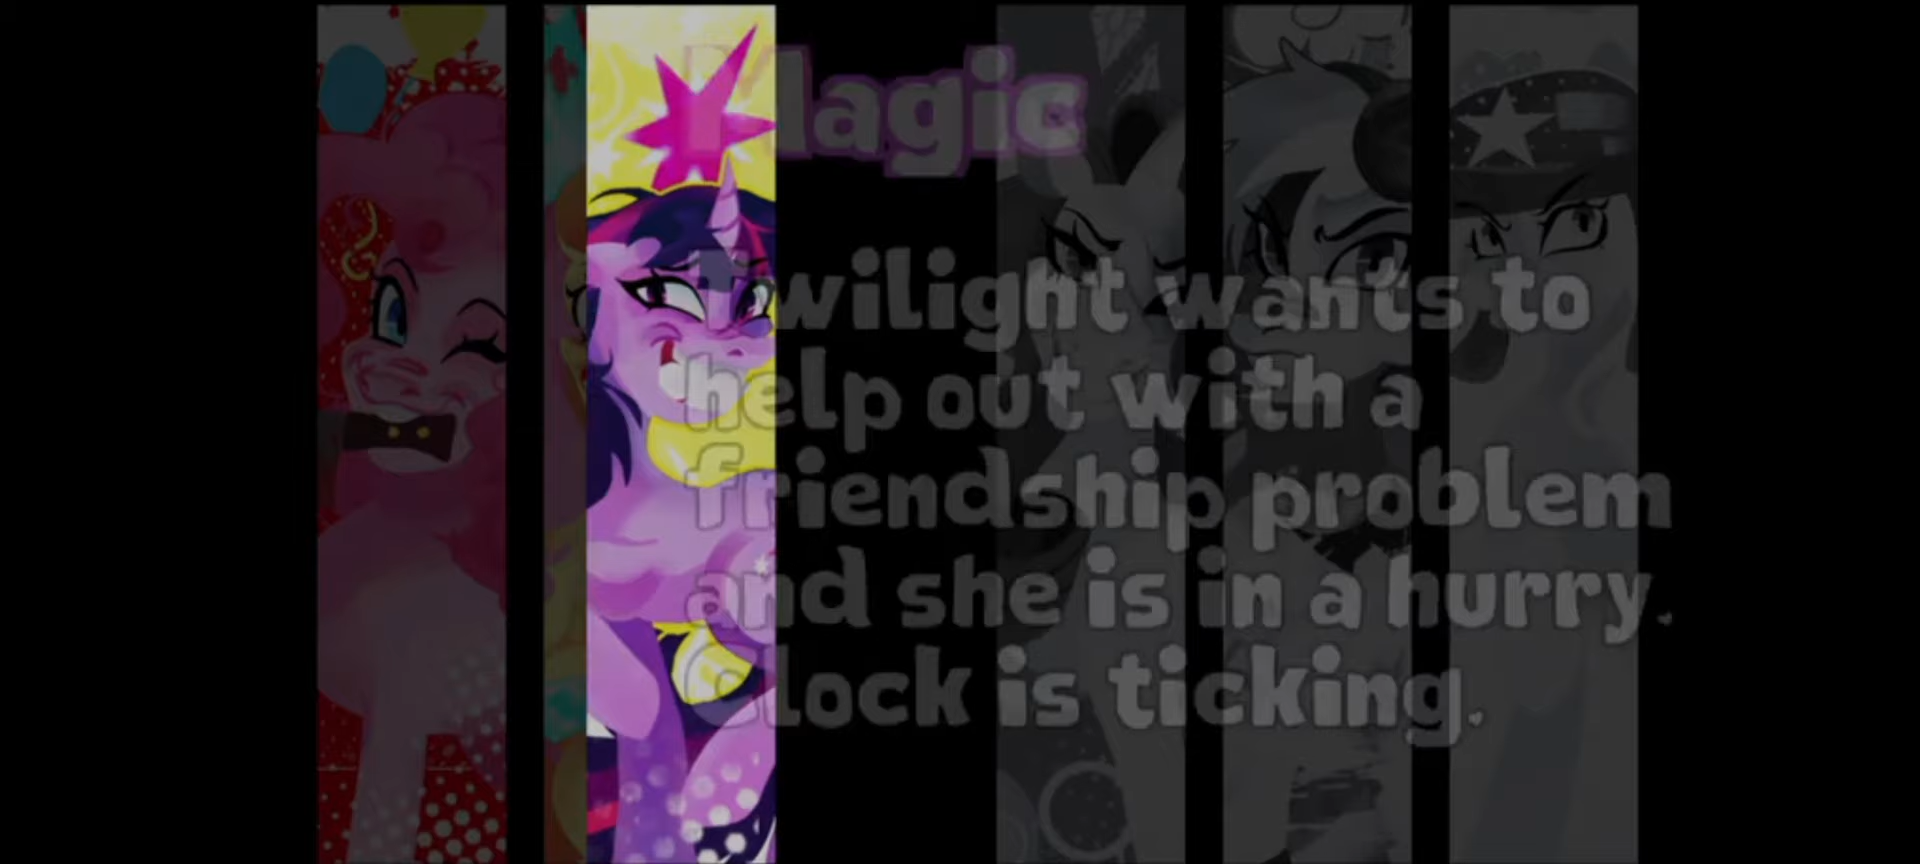 Magic
Twilight wants to
help out with a
friendship problem
and she is in a hurry.
Clock is ticking.